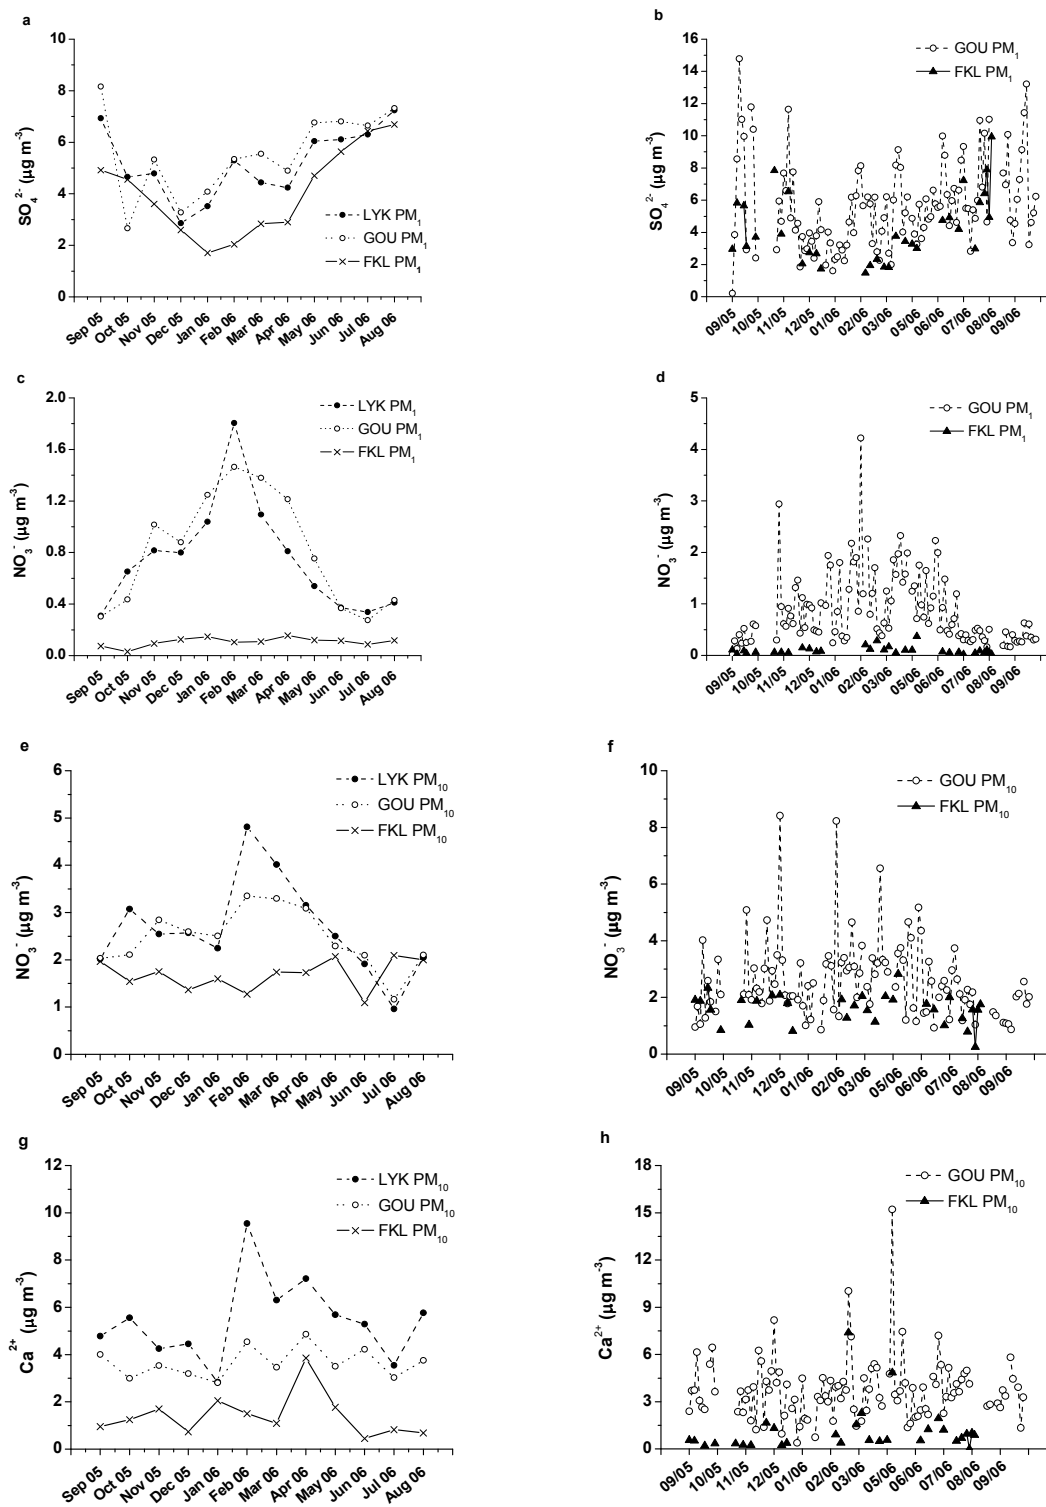 a
SO₄²⁻ (µg m⁻³)
10
8
6
4
2
0
LYK PM₁
GOU PM₁
FKL PM₁
Sep 05
Oct 05
Nov 05
Dec 05
Jan 06
Feb 06
Mar 06
Apr 06
May 06
Jun 06
Jul 06
Aug 06
b
SO₄²⁻ (µg m⁻³)
16
14
12
10
8
6
4
2
0
GOU PM₁
FKL PM₁
09/05
10/05
11/05
12/05
01/06
02/06
03/06
05/06
06/06
07/06
08/06
09/06
c
NO₃⁻ (µg m⁻³)
2.0
1.6
1.2
0.8
0.4
0.0
LYK PM₁
GOU PM₁
FKL PM₁
Sep 05
Oct 05
Nov 05
Dec 05
Jan 06
Feb 06
Mar 06
Apr 06
May 06
Jun 06
Jul 06
Aug 06
d
NO₃⁻ (µg m⁻³)
5
4
3
2
1
0
GOU PM₁
FKL PM₁
09/05
10/05
11/05
12/05
01/06
02/06
03/06
05/06
06/06
07/06
08/06
09/06
e
NO₃⁻ (µg m⁻³)
6
5
4
3
2
1
0
LYK PM₁₀
GOU PM₁₀
FKL PM₁₀
Sep 05
Oct 05
Nov 05
Dec 05
Jan 06
Feb 06
Mar 06
Apr 06
May 06
Jun 06
Jul 06
Aug 06
f
NO₃⁻ (µg m⁻³)
10
8
6
4
2
0
GOU PM₁₀
FKL PM₁₀
09/05
10/05
11/05
12/05
01/06
02/06
03/06
05/06
06/06
07/06
08/06
09/06
g
Ca²⁺ (µg m⁻³)
12
10
8
6
4
2
0
LYK PM₁₀
GOU PM₁₀
FKL PM₁₀
Sep 05
Oct 05
Nov 05
Dec 05
Jan 06
Feb 06
Mar 06
Apr 06
May 06
Jun 06
Jul 06
Aug 06
h
Ca²⁺ (µg m⁻³)
18
15
12
9
6
3
0
GOU PM₁₀
FKL PM₁₀
09/05
10/05
11/05
12/05
01/06
02/06
03/06
05/06
06/06
07/06
08/06
09/06